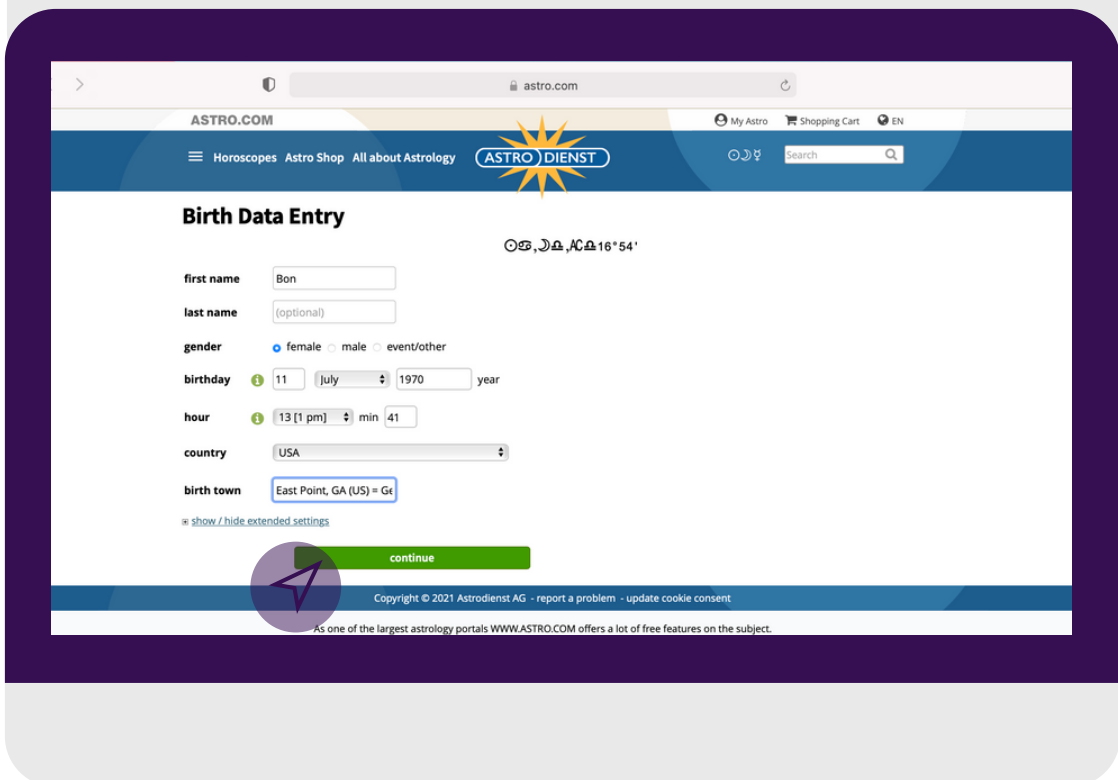 astro.com
ASTRO.COM My Astro Shopping Cart EN
Horoscopes Astro Shop All about Astrology ASTRO DIENST ☉☽☿ Search
Birth Data Entry
☉♋,☽♎,AC♎16°54'
first name Bon
last name (optional)
gender female male event/other
birthday 11 July 1970 year
hour 13 [1 pm] min 41
country USA
birth town East Point, GA (US) = Ge
show / hide extended settings
continue
Copyright © 2021 Astrodienst AG - report a problem - update cookie consent
As one of the largest astrology portals WWW.ASTRO.COM offers a lot of free features on the subject.